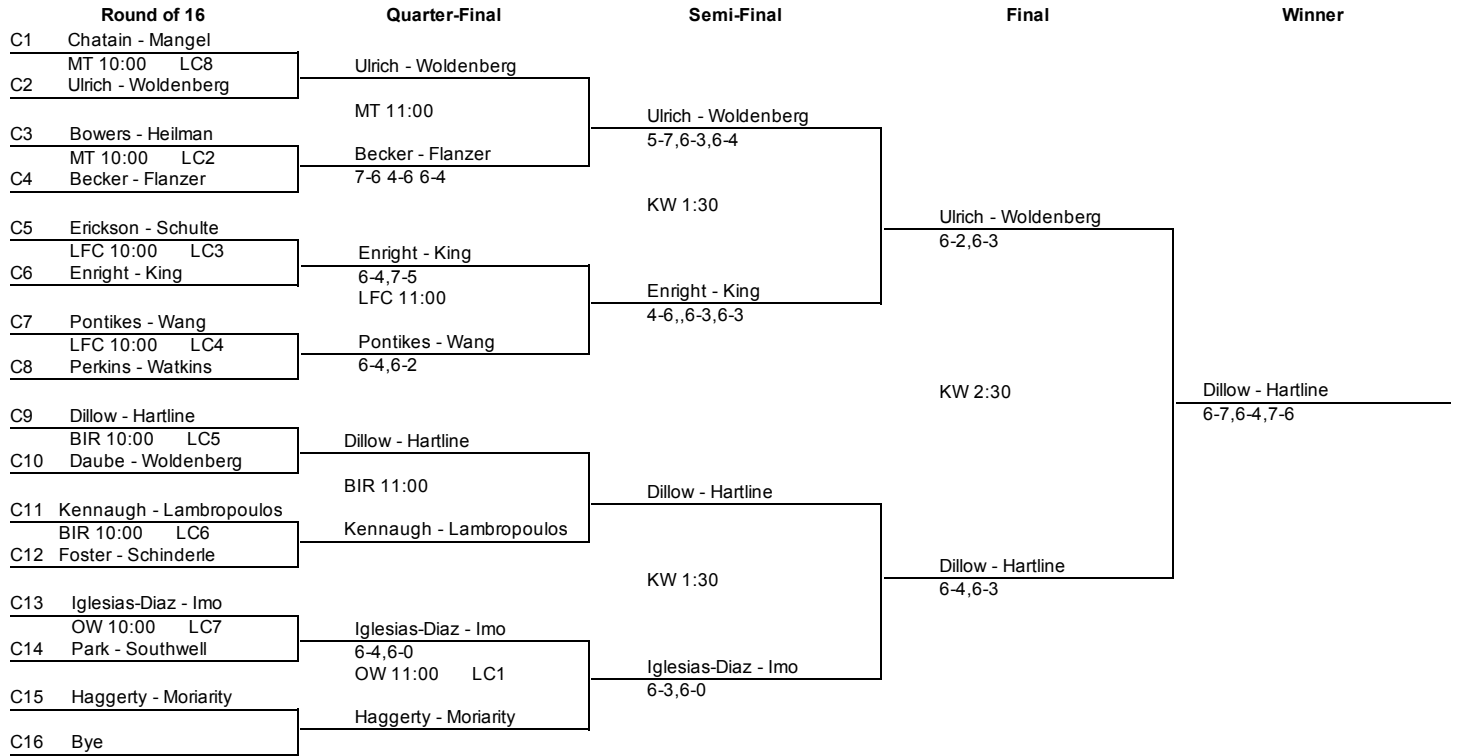 Round of 16 Quarter-Final Semi-Final Final Winner
C1 Chatain - Mangel
MT 10:00 LC8
C2 Ulrich - Woldenberg
C3 Bowers - Heilman
MT 10:00 LC2
C4 Becker - Flanzer
C5 Erickson - Schulte
LFC 10:00 LC3
C6 Enright - King
C7 Pontikes - Wang
LFC 10:00 LC4
C8 Perkins - Watkins
C9 Dillow - Hartline
BIR 10:00 LC5
C10 Daube - Woldenberg
C11 Kennaugh - Lambropoulos
BIR 10:00 LC6
C12 Foster - Schinderle
C13 Iglesias-Diaz - Imo
OW 10:00 LC7
C14 Park - Southwell
C15 Haggerty - Moriarity
C16 Bye
Ulrich - Woldenberg
MT 11:00
Becker - Flanzer
7-6 4-6 6-4
Enright - King
6-4,7-5
LFC 11:00
Pontikes - Wang
6-4,6-2
Dillow - Hartline
BIR 11:00
Kennaugh - Lambropoulos
Iglesias-Diaz - Imo
6-4,6-0
OW 11:00 LC1
Haggerty - Moriarity
Ulrich - Woldenberg
5-7,6-3,6-4
KW 1:30
Enright - King
4-6,,6-3,6-3
Dillow - Hartline
KW 1:30
Iglesias-Diaz - Imo
6-3,6-0
Ulrich - Woldenberg
6-2,6-3
KW 2:30
Dillow - Hartline
6-4,6-3
Dillow - Hartline
6-7,6-4,7-6